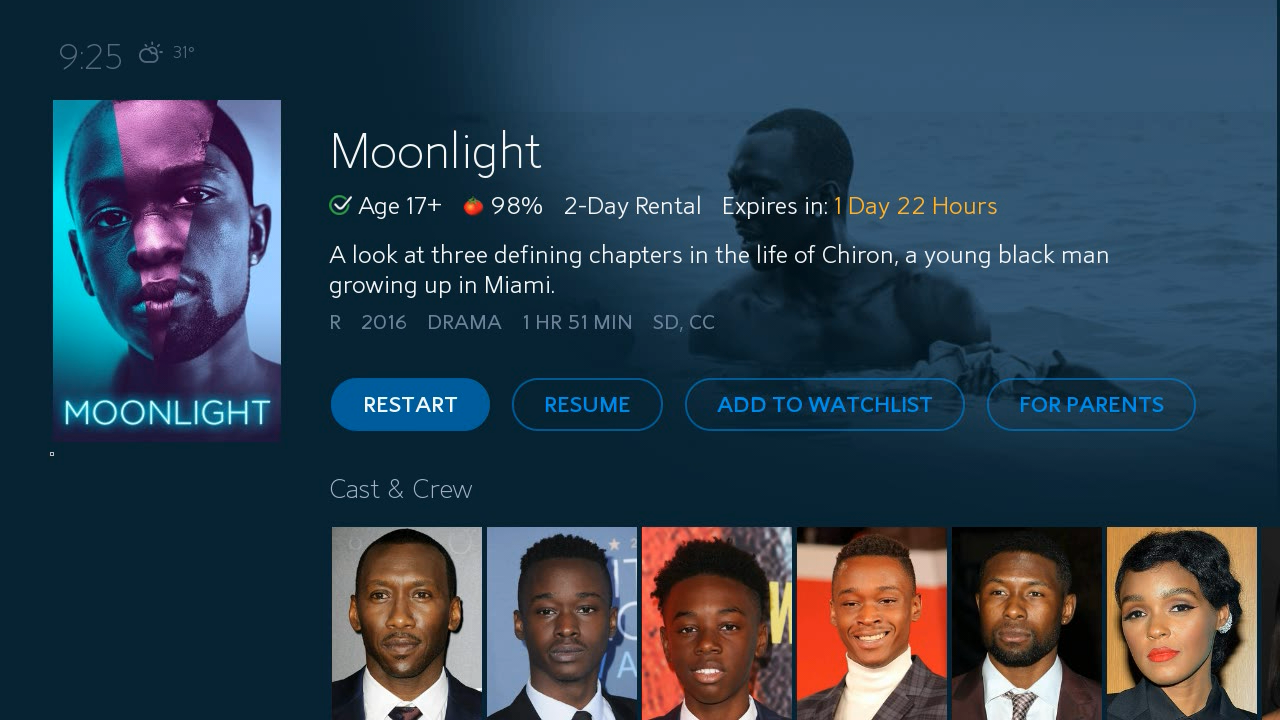 9:25 31°
Moonlight
Age 17+ 98% 2-Day Rental Expires in: 1 Day 22 Hours
A look at three defining chapters in the life of Chiron, a young black man
growing up in Miami.
R 2016 DRAMA 1 HR 51 MIN SD, CC
MOONLIGHT
RESTART RESUME ADD TO WATCHLIST FOR PARENTS
Cast & Crew